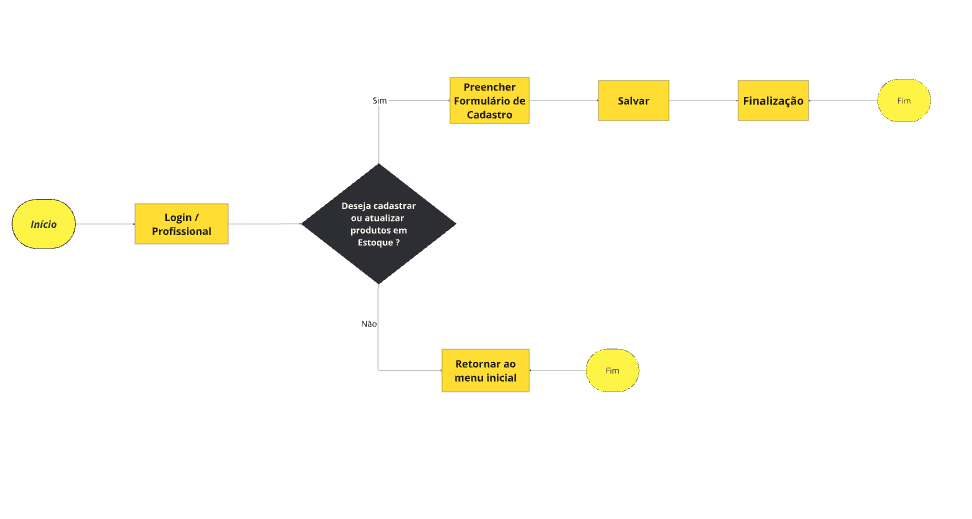 Início
Login /
Profissional
Deseja cadastrar
ou atualizar
produtos em
Estoque ?
Sim
Preencher
Formulário de
Cadastro
Salvar
Finalização
Fim
Não
Retornar ao
menu inicial
Fim